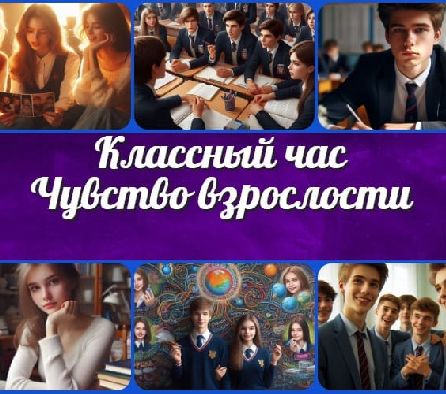 Классный час
Чувство взрослости